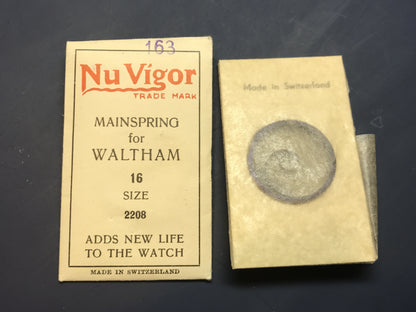 163
Nu Vigor
TRADE MARK
MAINSPRING
for
WALTHAM
16
SIZE
2208
ADDS NEW LIFE
TO THE WATCH
MADE IN SWITZERLAND
Made in Switzerland